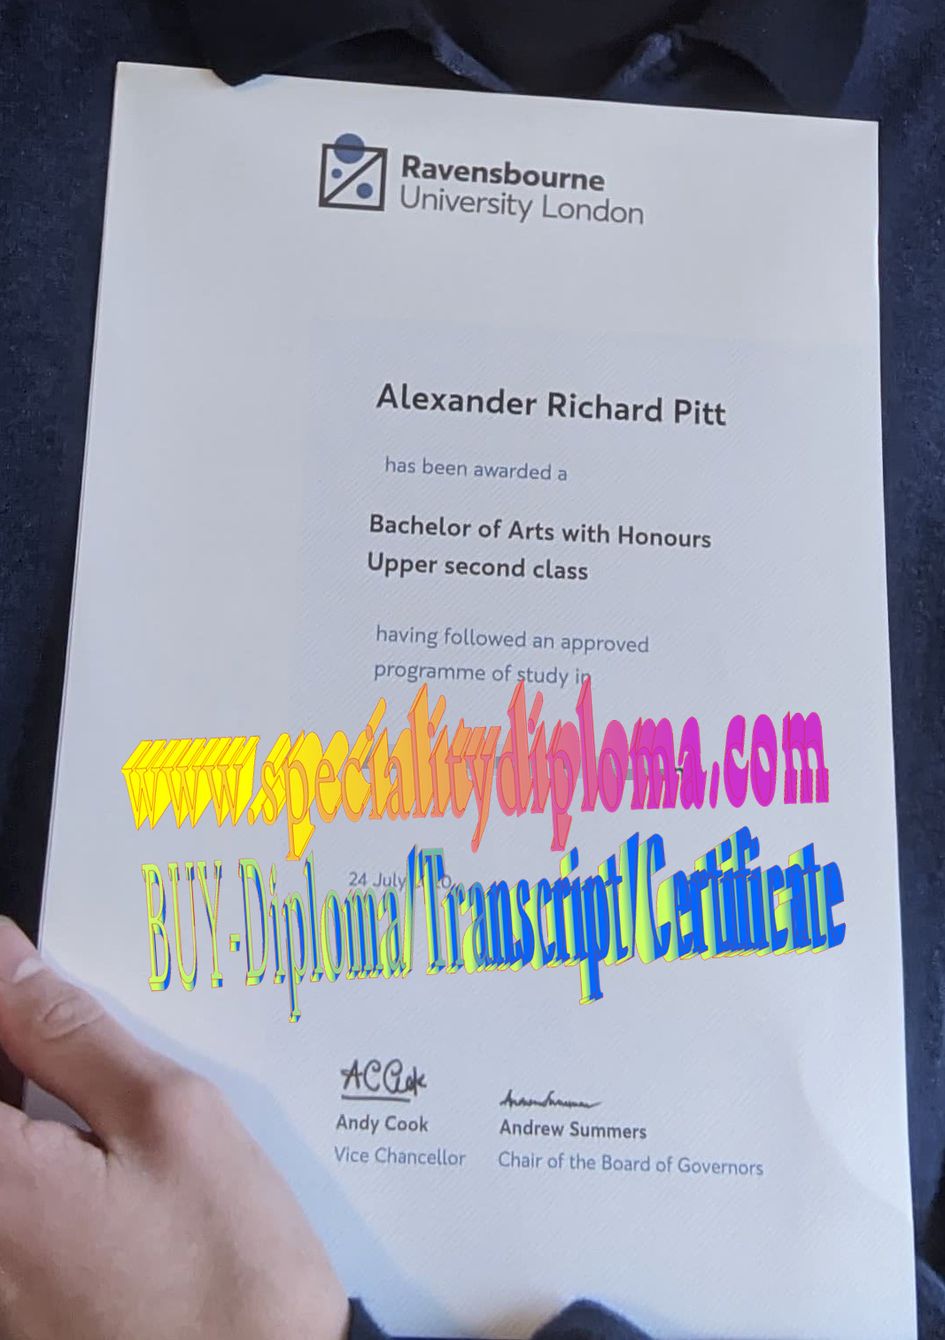 Ravensbourne
University London
Alexander Richard Pitt
has been awarded a
Bachelor of Arts with Honours
Upper second class
having followed an approved
programme of study in
www.specialitydiploma.com
BUY-Diploma/Transcript/Certificate
24 July
Andy Cook
Andrew Summers
Vice Chancellor
Chair of the Board of Governors